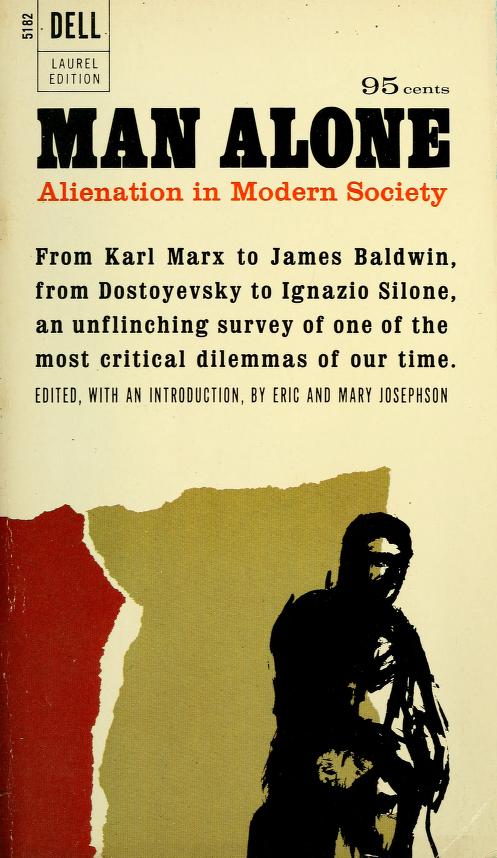 5182
DELL
LAUREL
EDITION
95 cents
MAN ALONE
Alienation in Modern Society
From Karl Marx to James Baldwin,
from Dostoyevsky to Ignazio Silone,
an unflinching survey of one of the
most critical dilemmas of our time.
EDITED, WITH AN INTRODUCTION, BY ERIC AND MARY JOSEPHSON